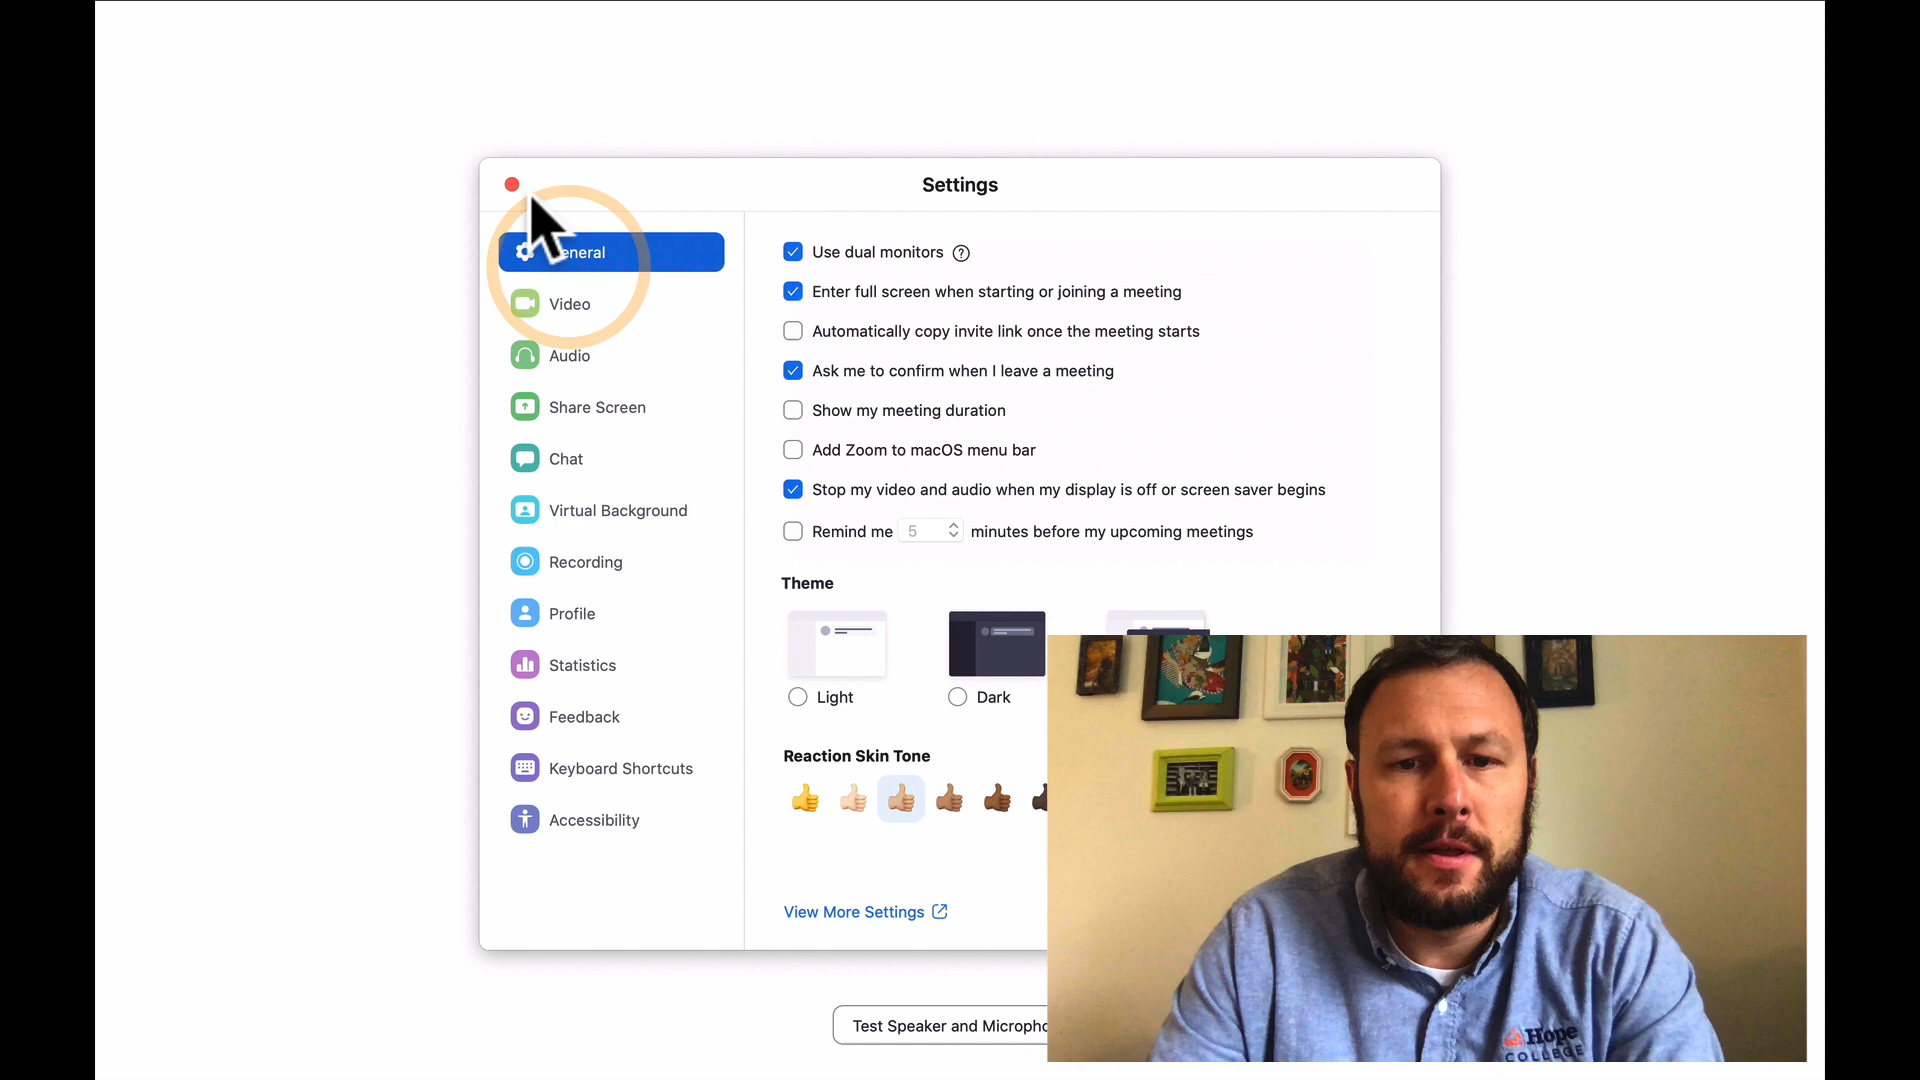 Settings
eneral
Video
Audio
Share Screen
Chat
Virtual Background
Recording
Profile
Statistics
Feedback
Keyboard Shortcuts
Accessibility
Use dual monitors ?
Enter full screen when starting or joining a meeting
Automatically copy invite link once the meeting starts
Ask me to confirm when I leave a meeting
Show my meeting duration
Add Zoom to macOS menu bar
Stop my video and audio when my display is off or screen saver begins
Remind me 5 minutes before my upcoming meetings
Theme
Light
Dark
Reaction Skin Tone
View More Settings
Test Speaker and Micropho
Hope
COLLEGE